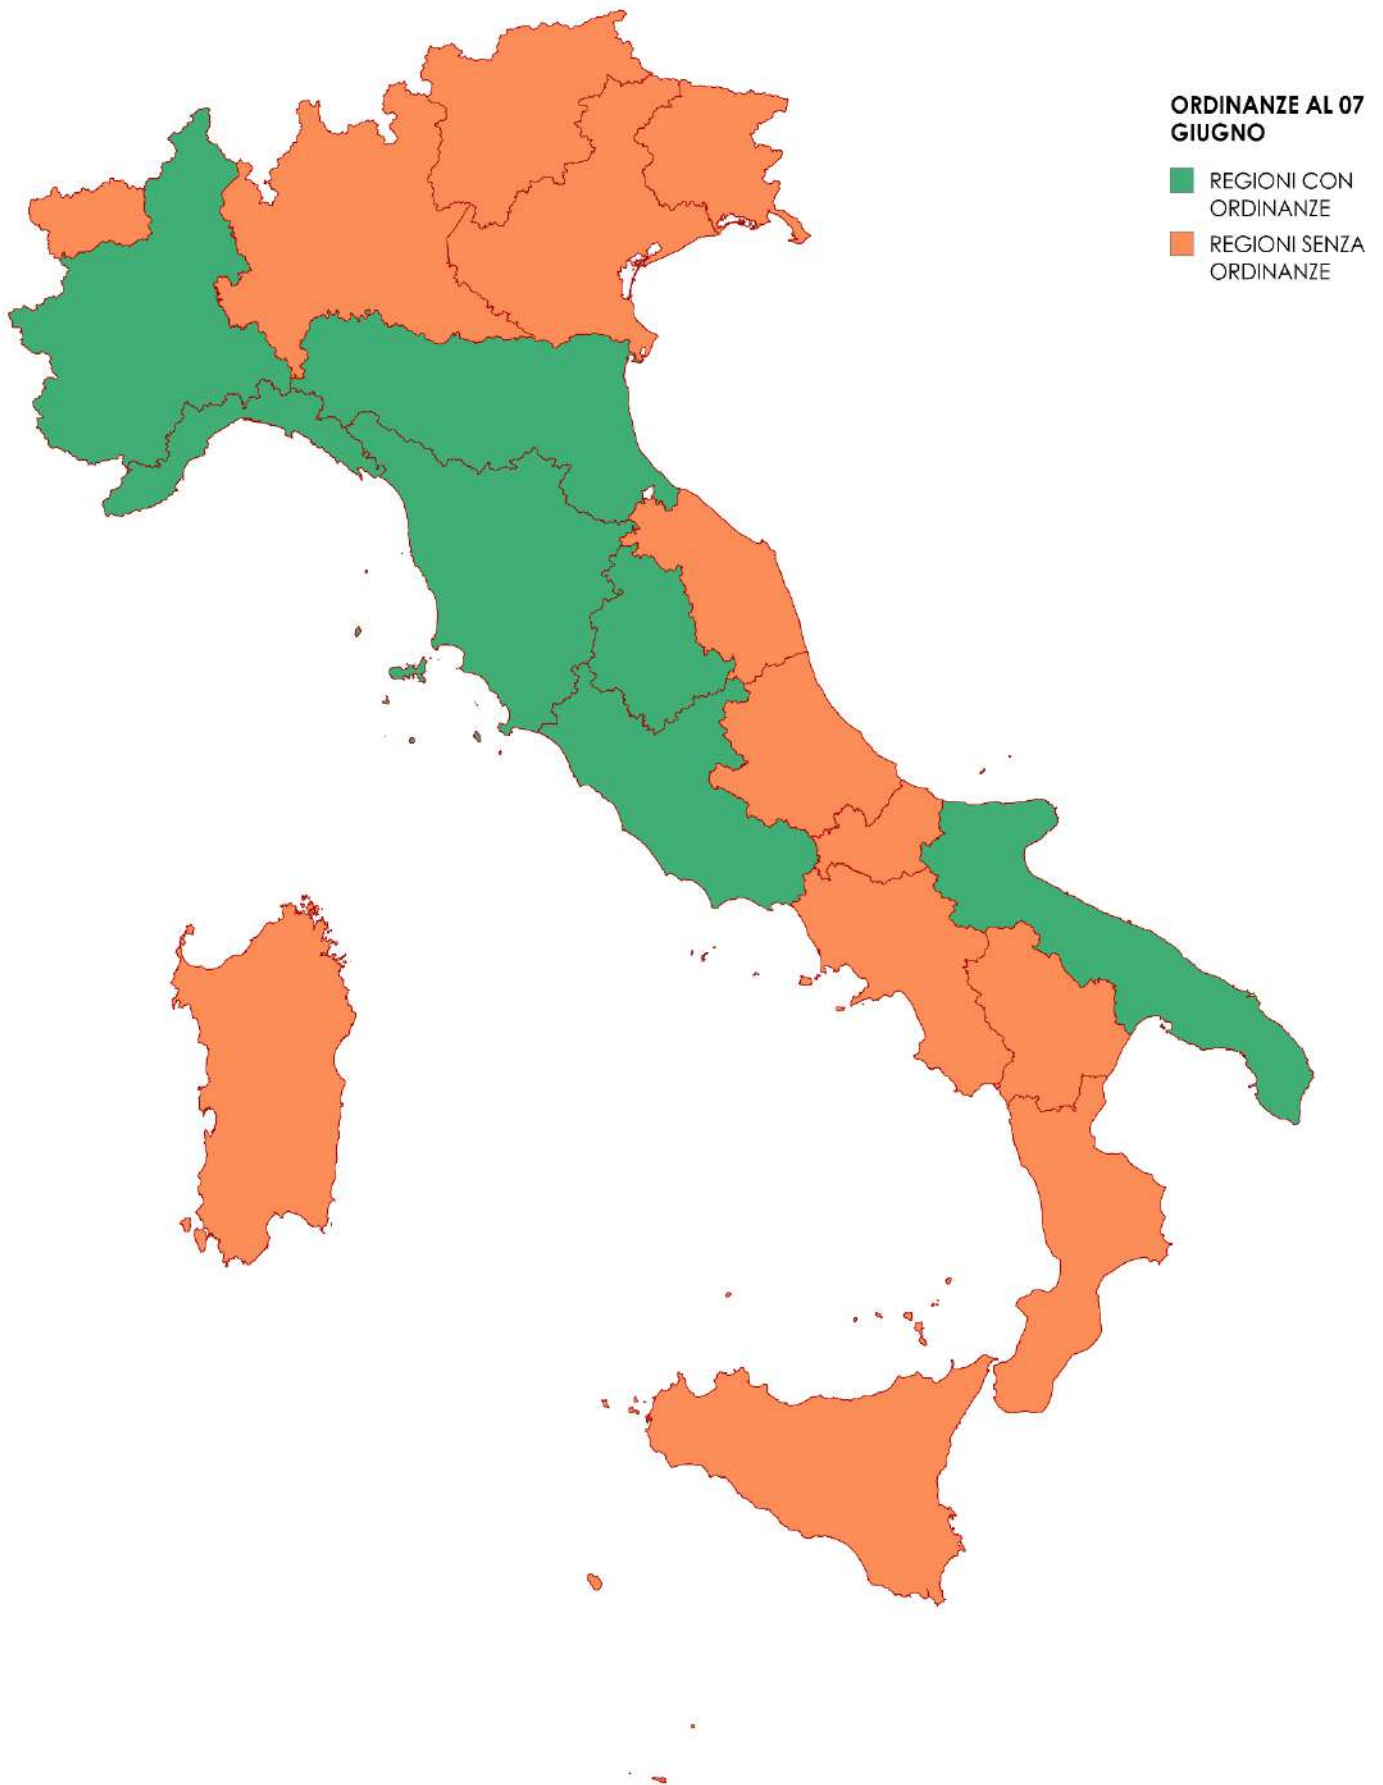 ORDINANZE AL 07
GIUGNO
REGIONI CON
ORDINANZE
REGIONI SENZA
ORDINANZE